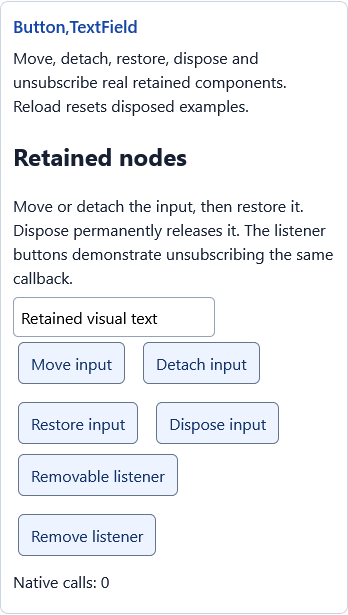 Button,TextField
Move, detach, restore, dispose and
unsubscribe real retained components.
Reload resets disposed examples.
Retained nodes
Move or detach the input, then restore it.
Dispose permanently releases it. The listener
buttons demonstrate unsubscribing the same
callback.
Retained visual text
Move input Detach input
Restore input Dispose input
Removable listener
Remove listener
Native calls: 0